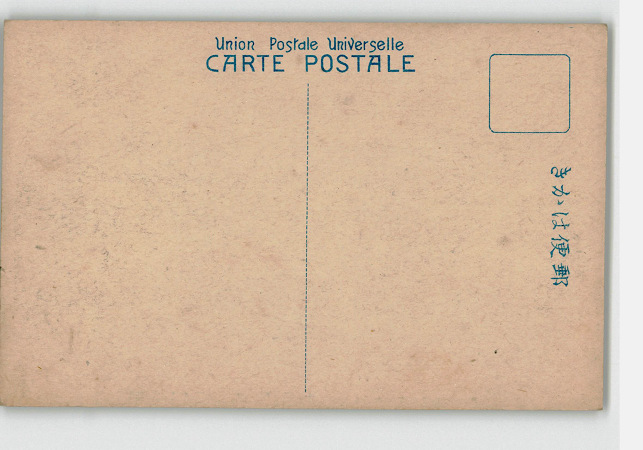 Union Postale Universelle
CARTE POSTALE
郵便はかき